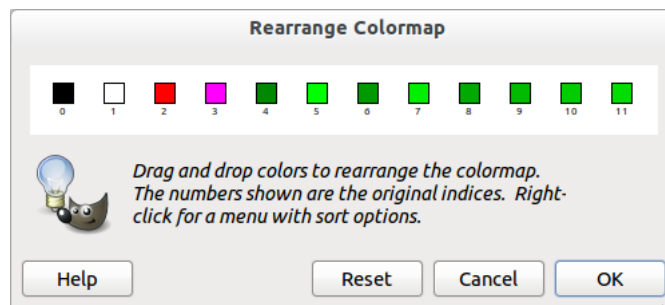 Rearrange Colormap
0 1 2 3 4 5 6 7 8 9 10 11
Drag and drop colors to rearrange the colormap.
The numbers shown are the original indices. Right-
click for a menu with sort options.
Help Reset Cancel OK